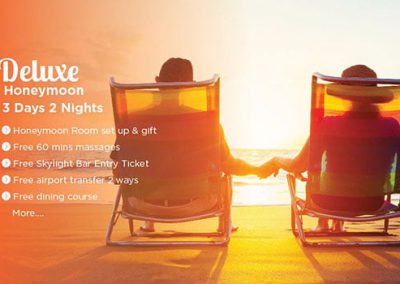 Deluxe
Honeymoon
3 Days 2 Nights
Honeymoon Room set up & gift
Free 60 mins massages
Free Skylight Bar Entry Ticket
Free airport transfer 2 ways
Free dining course
More....